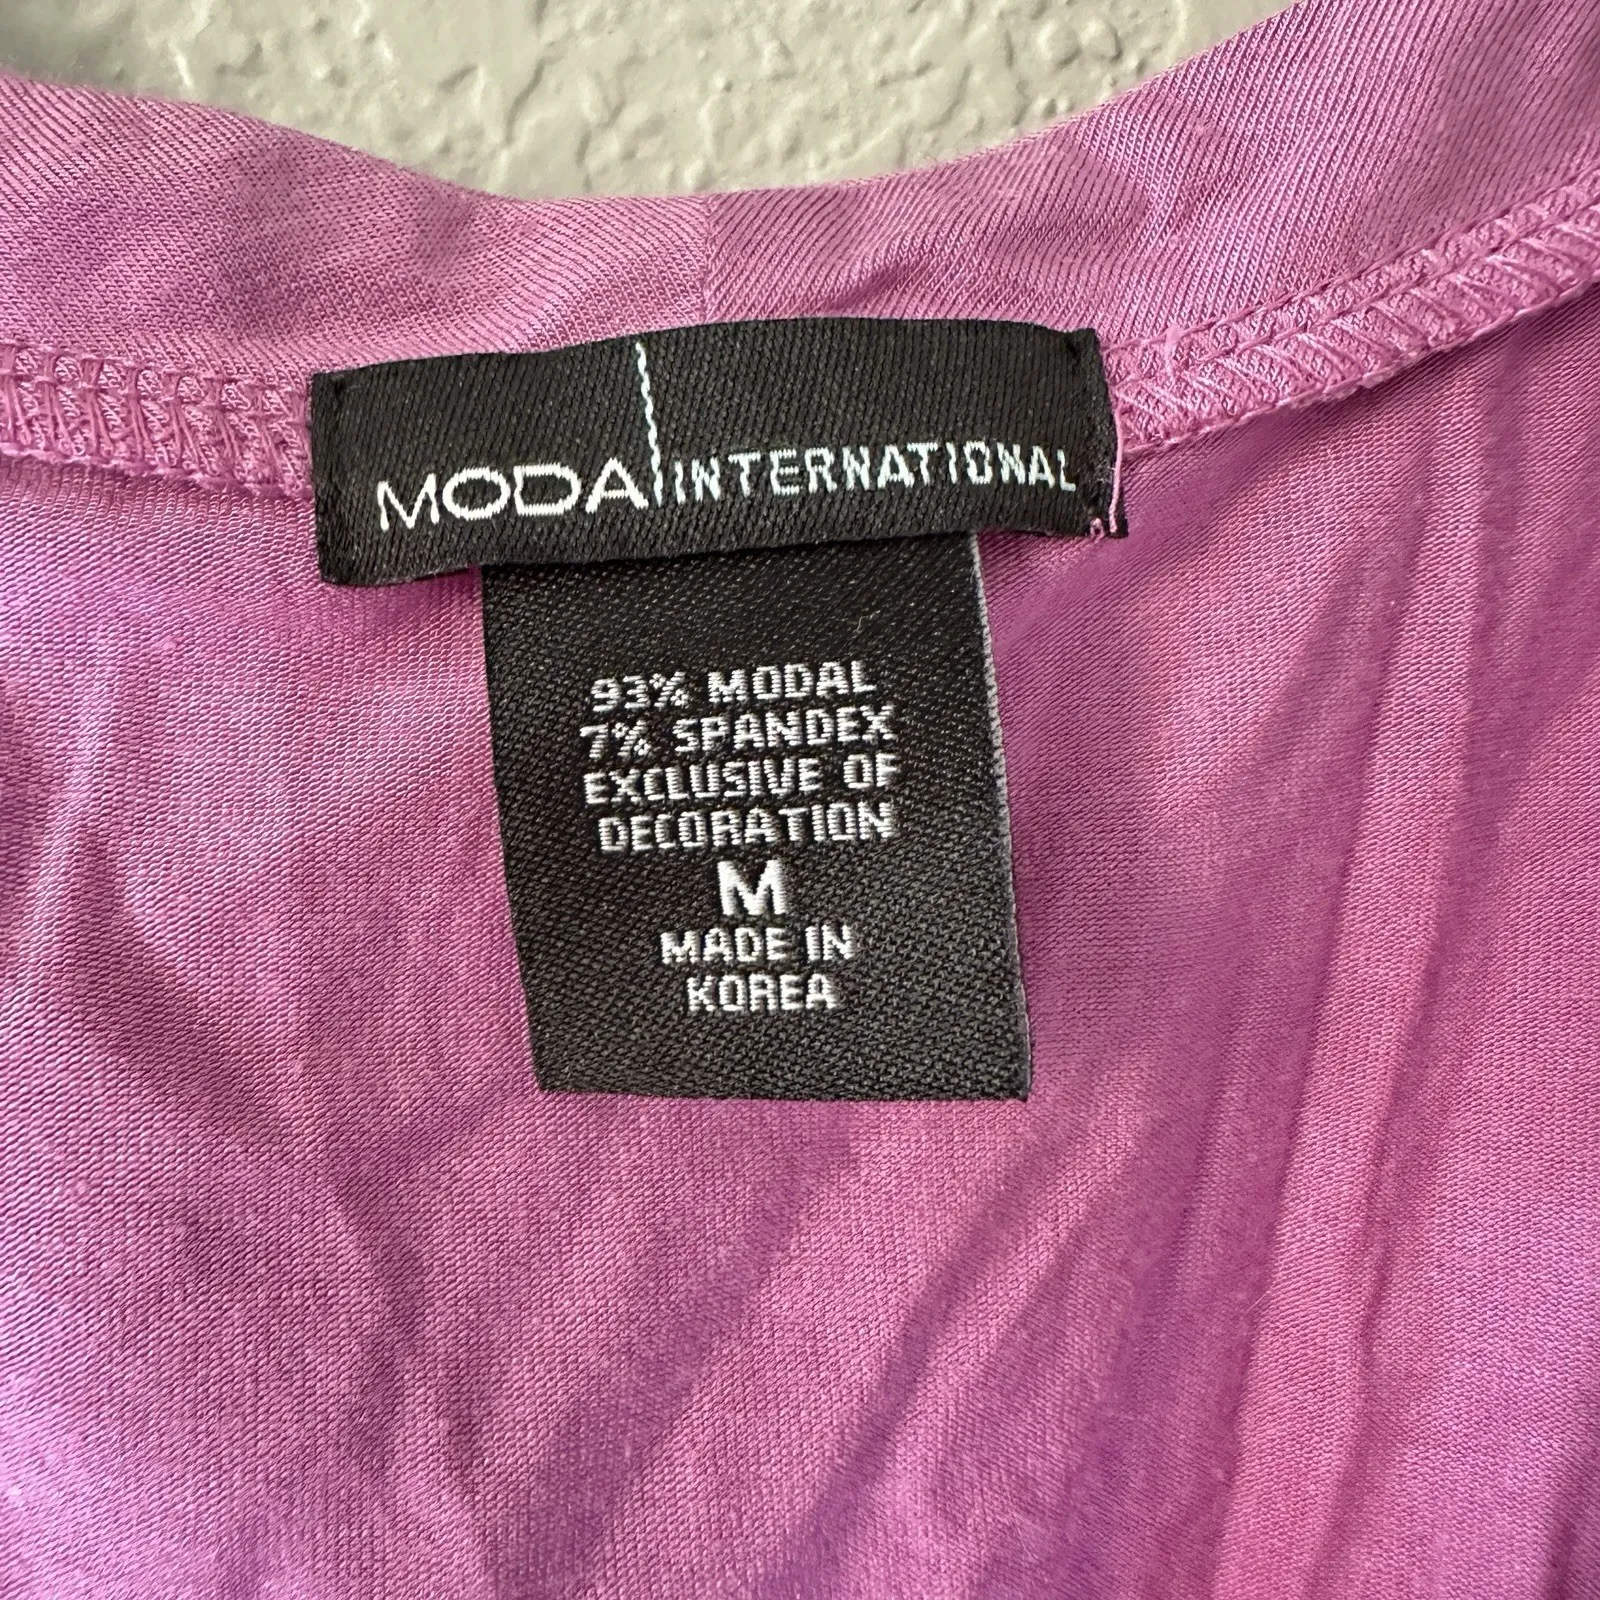 MODA INTERNATIONAL
93% MODAL
7% SPANDEX
EXCLUSIVE OF
DECORATION
M
MADE IN
KOREA